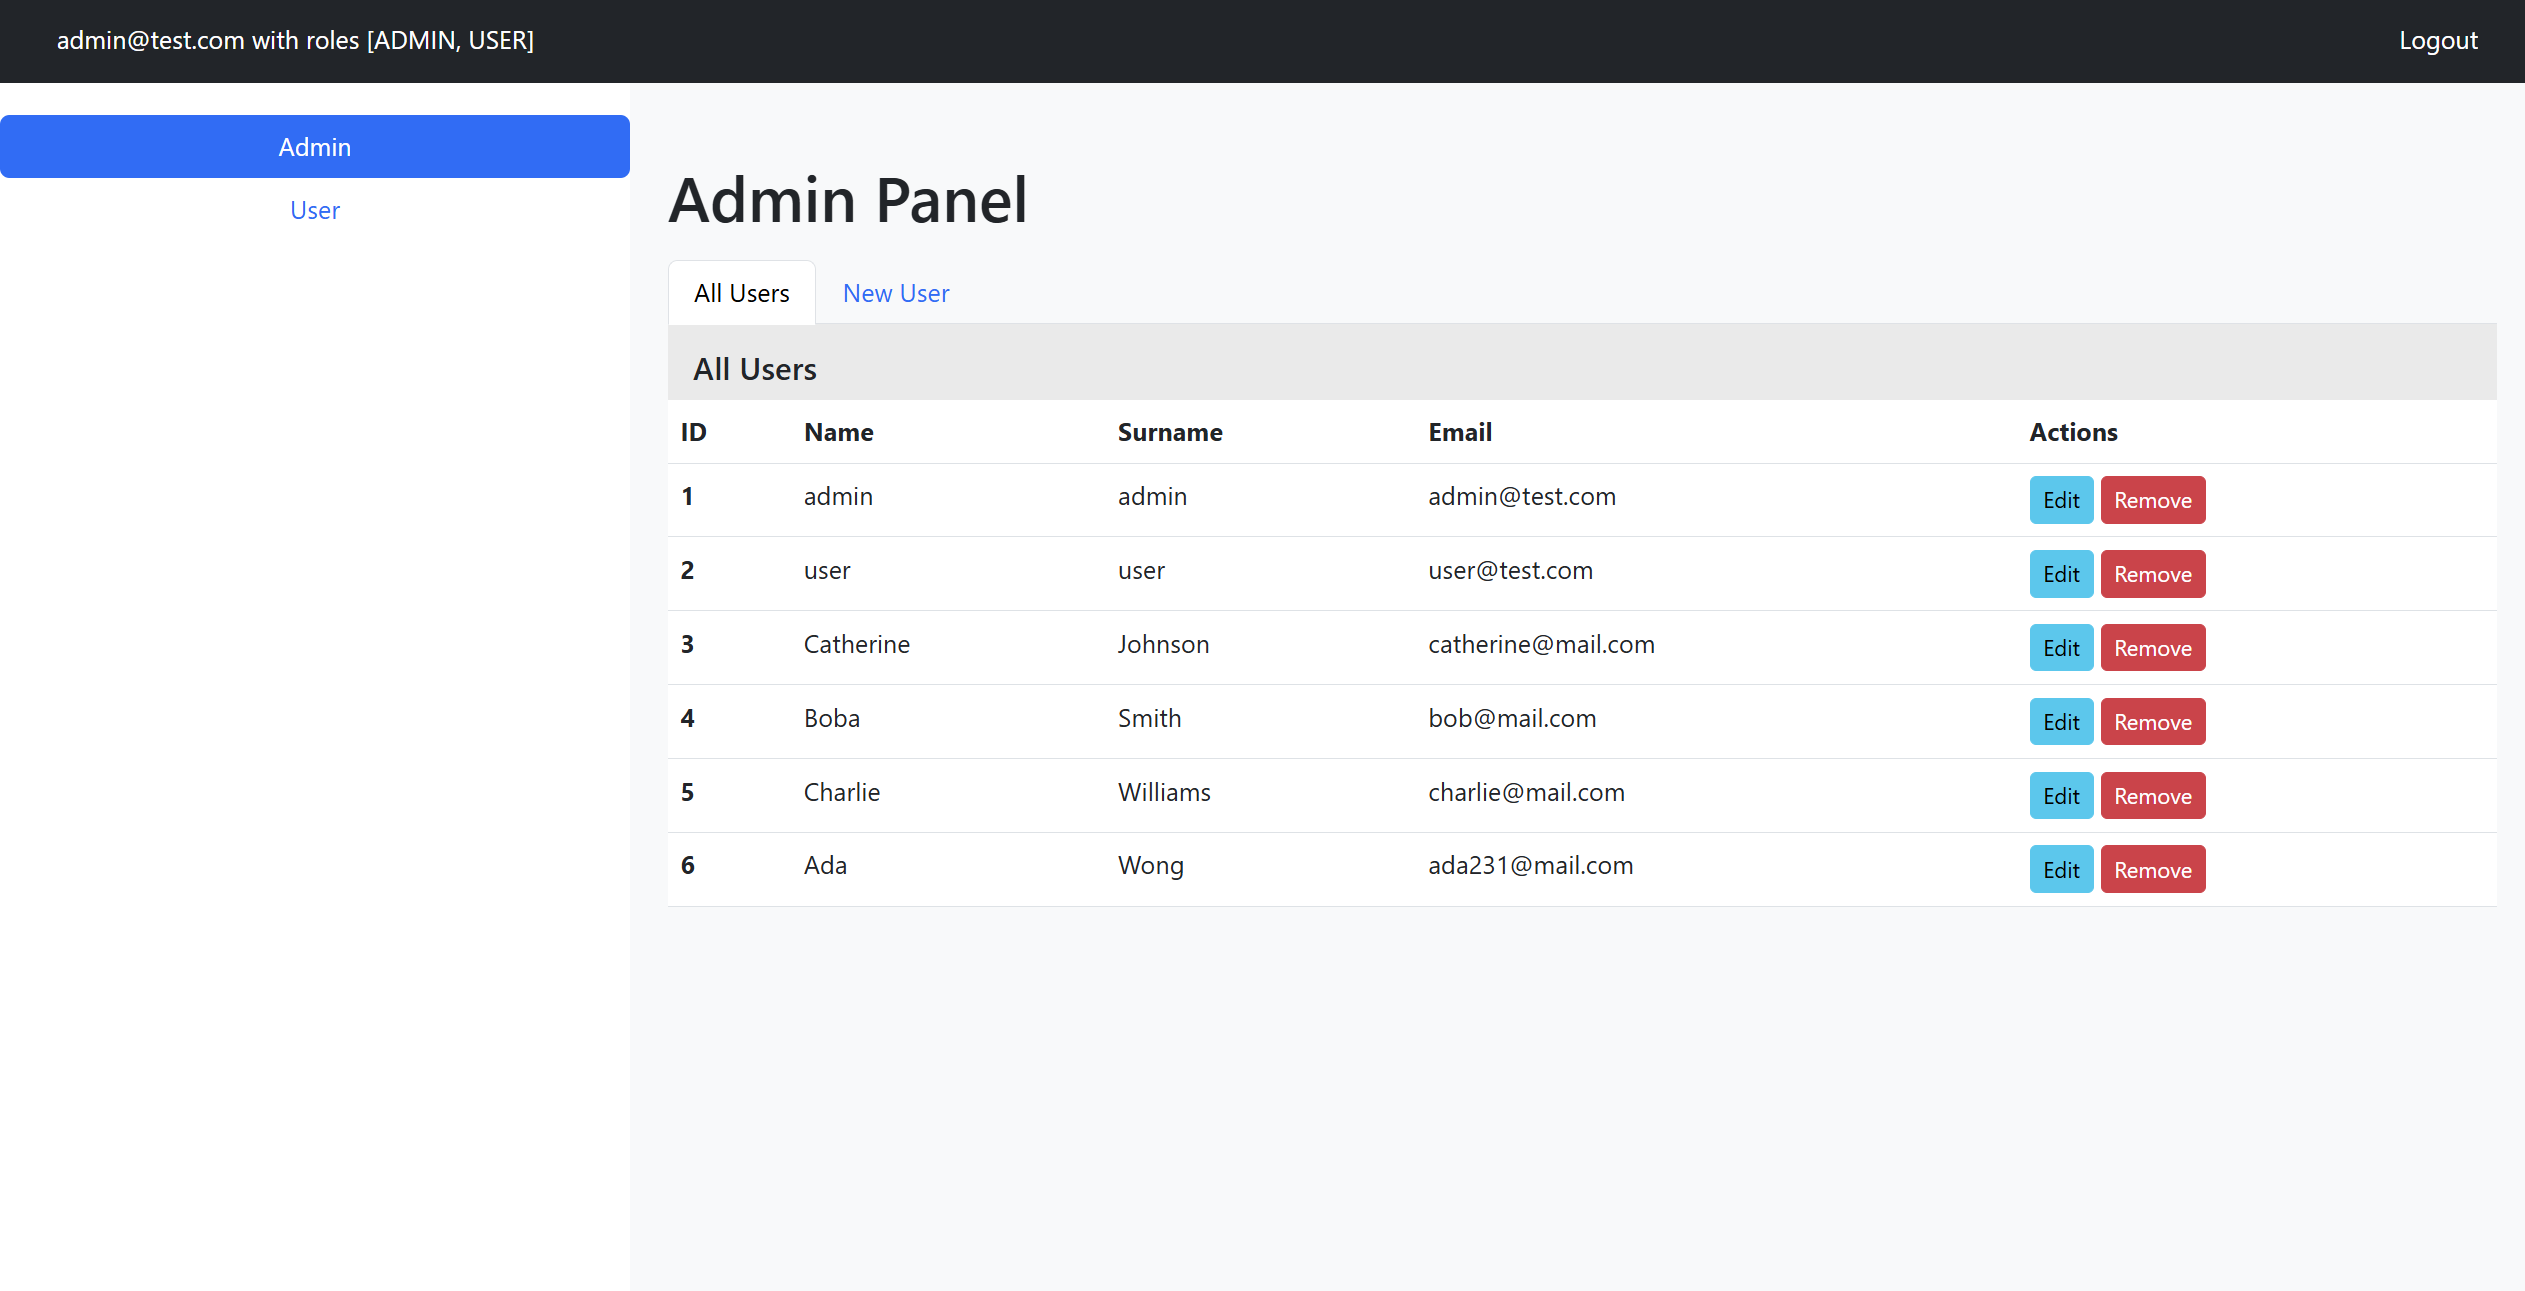 admin@test.com with roles [ADMIN, USER] Logout
Admin
User
Admin Panel
All Users New User
All Users
ID Name Surname Email Actions
1 admin admin admin@test.com Edit Remove
2 user user user@test.com Edit Remove
3 Catherine Johnson catherine@mail.com Edit Remove
4 Boba Smith bob@mail.com Edit Remove
5 Charlie Williams charlie@mail.com Edit Remove
6 Ada Wong ada231@mail.com Edit Remove